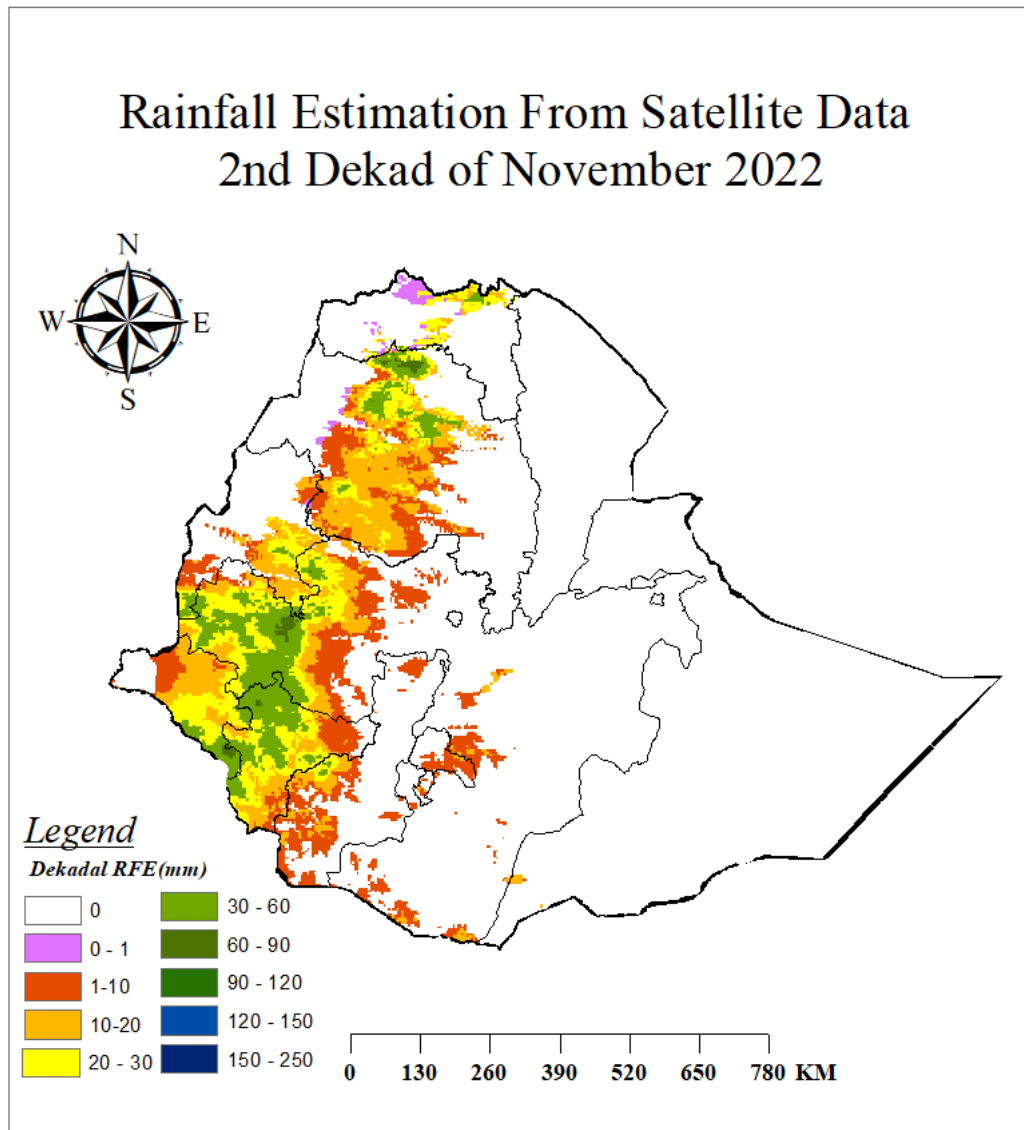 Rainfall Estimation From Satellite Data
2nd Dekad of November 2022
N
W E
S
Legend
Dekadal RFE(mm)
0
0 - 1
1-10
10-20
20 - 30
30 - 60
60 - 90
90 - 120
120 - 150
150 - 250
0 130 260 390 520 650 780 KM